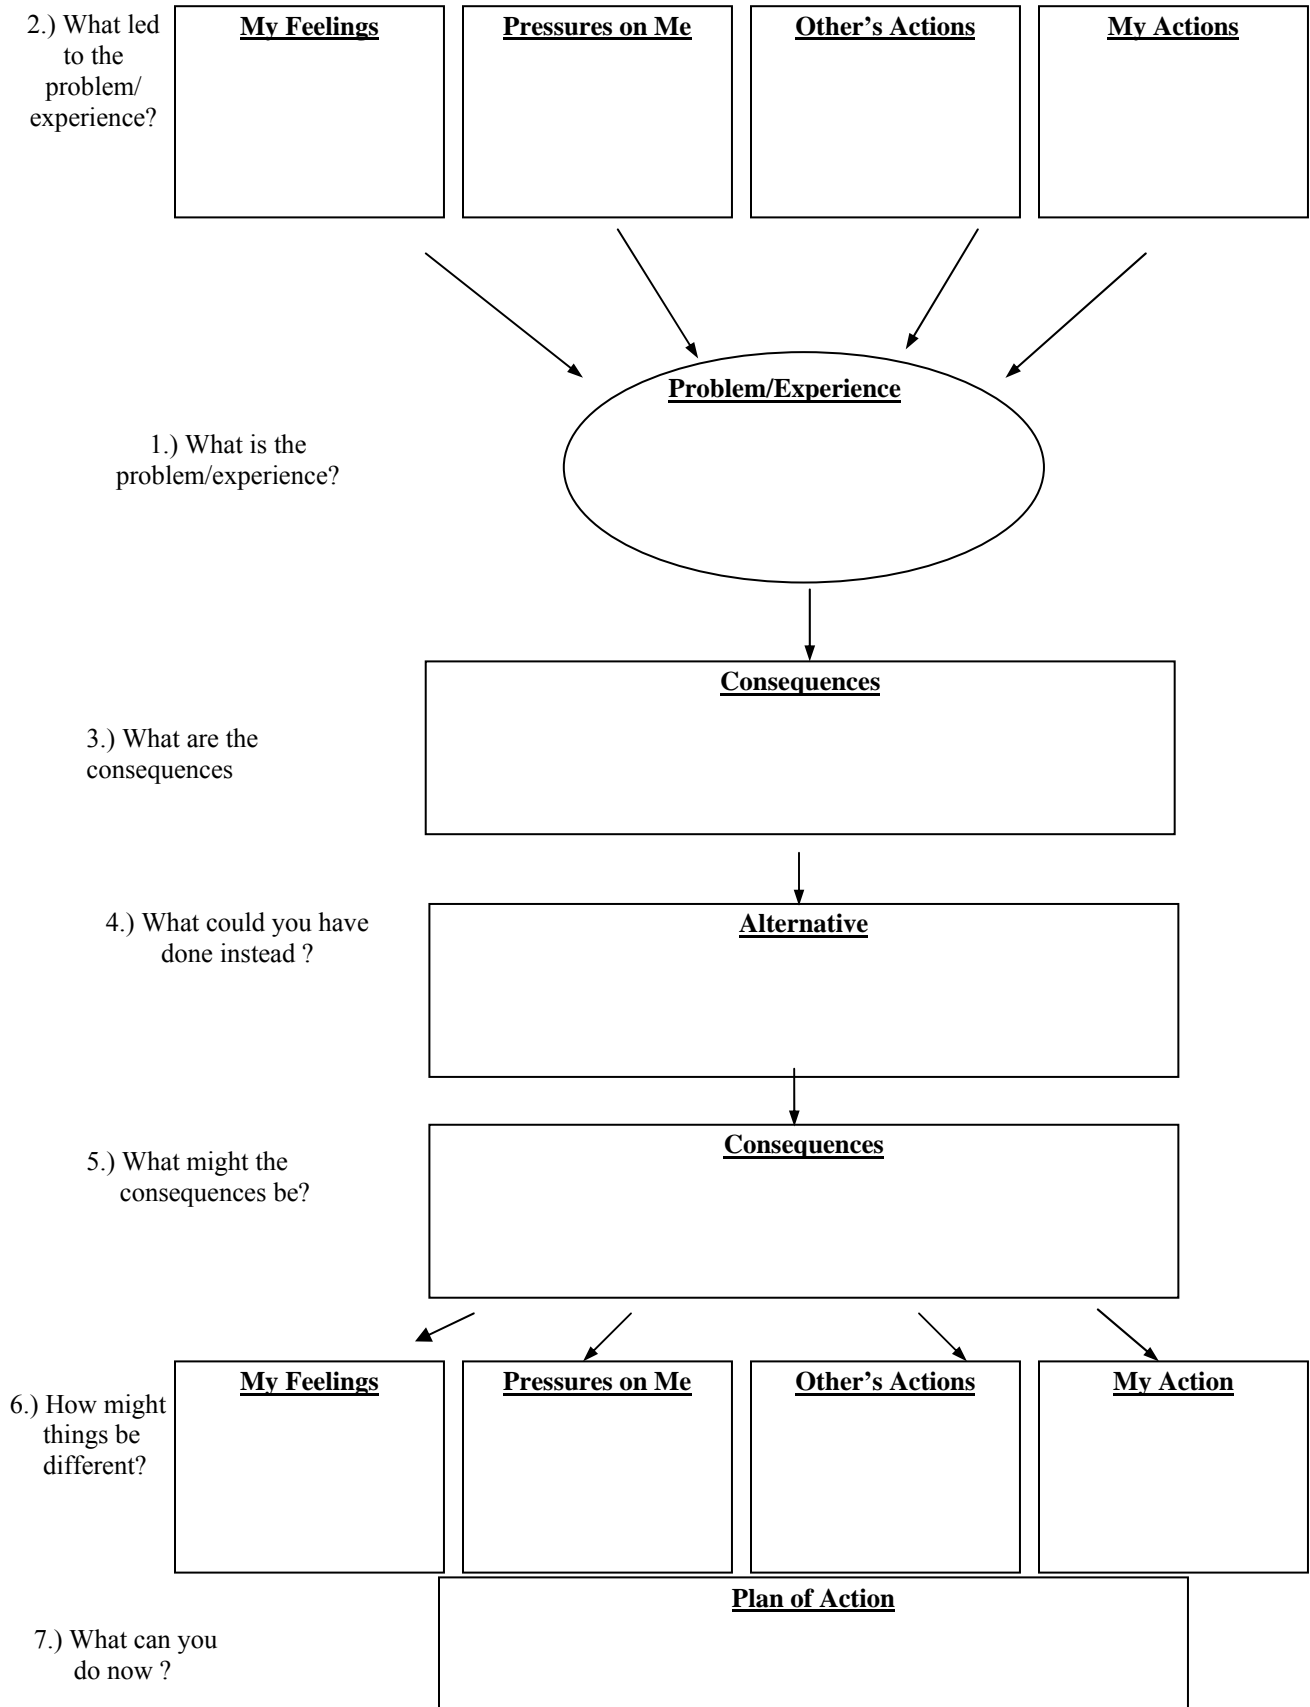 2.) What led
to the
problem/
experience?
My Feelings
Pressures on Me
Other's Actions
My Actions
Problem/Experience
1.) What is the
problem/experience?
Consequences
3.) What are the
consequences
4.) What could you have
done instead ?
Alternative
Consequences
5.) What might the
consequences be?
6.) How might
things be
different?
My Feelings
Pressures on Me
Other's Actions
My Action
Plan of Action
7.) What can you
do now ?